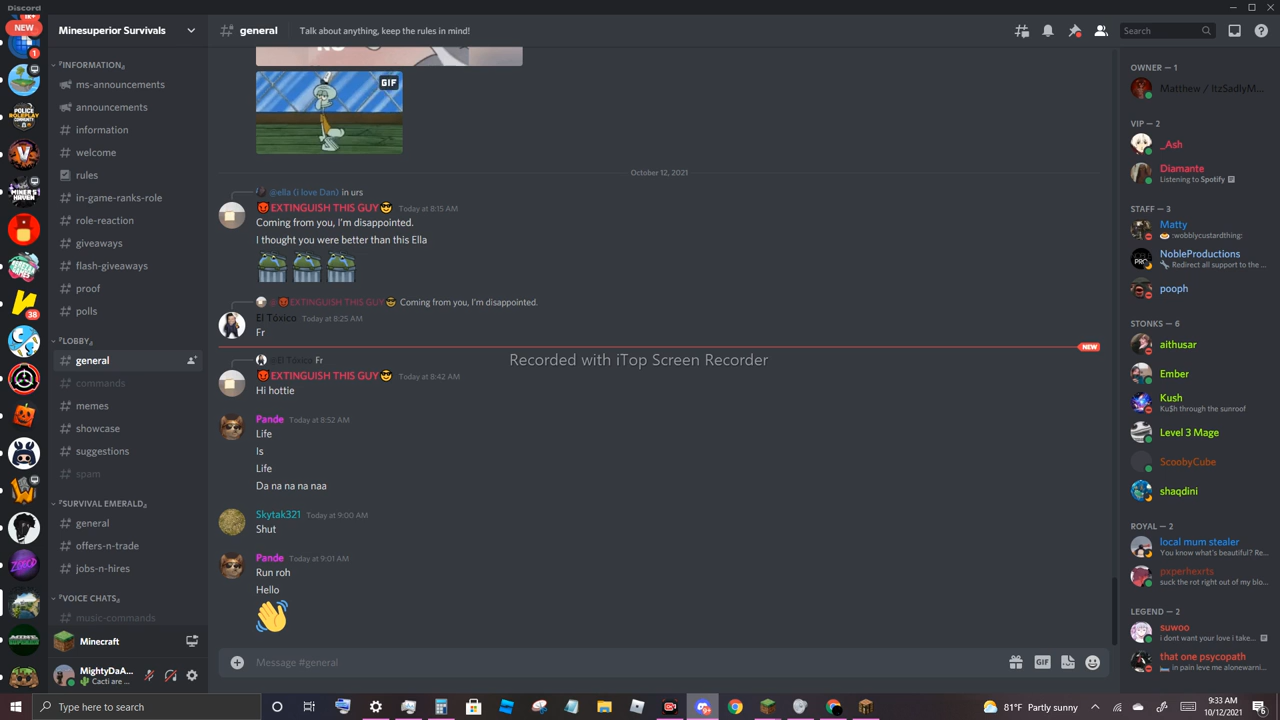 Discord
NEW
1
38
Minesuperior Survivals
『INFORMATION』
ms-announcements
announcements
information
welcome
rules
in-game-ranks-role
role-reaction
giveaways
flash-giveaways
proof
polls
『LOBBY』
general
commands
memes
showcase
suggestions
spam
『SURVIVAL EMERALD』
general
offers-n-trade
jobs-n-hires
『VOICE CHATS』
music-commands
Minecraft
MightyDaA...
Cacti are ...
general
Talk about anything, keep the rules in mind!
Search
GIF
October 12, 2021
@ella (i love Dan) in urs
EXTINGUISH THIS GUY Today at 8:15 AM
Coming from you, I'm disappointed.
I thought you were better than this Ella
@EXTINGUISH THIS GUY Coming from you, I'm disappointed.
El Tóxico Today at 8:25 AM
Fr
NEW
Recorded with iTop Screen Recorder
@El Tóxico Fr
EXTINGUISH THIS GUY Today at 8:42 AM
Hi hottie
Pande Today at 8:52 AM
Life
Is
Life
Da na na na naa
Skytak321 Today at 9:00 AM
Shut
Pande Today at 9:01 AM
Run roh
Hello
Message #general
GIF
OWNER — 1
Matthew / ItzSadlyM...
VIP — 2
_Ash
Diamante
Listening to Spotify
STAFF — 3
Matty
:wobblycustardthing:
NobleProductions
Redirect all support to the ...
pooph
STONKS — 6
aithusar
Ember
Kush
Ku$h through the sunroof
Level 3 Mage
ScoobyCube
shaqdini
ROYAL — 2
local mum stealer
You know what's beautiful? Re...
pxperhexrts
suck the rot right out of my blo...
LEGEND — 2
suwoo
i dont want your love i take...
that one psycopath
in pain leve me alonewarni...
Type here to search
81°F Partly sunny
9:33 AM
10/12/2021
6